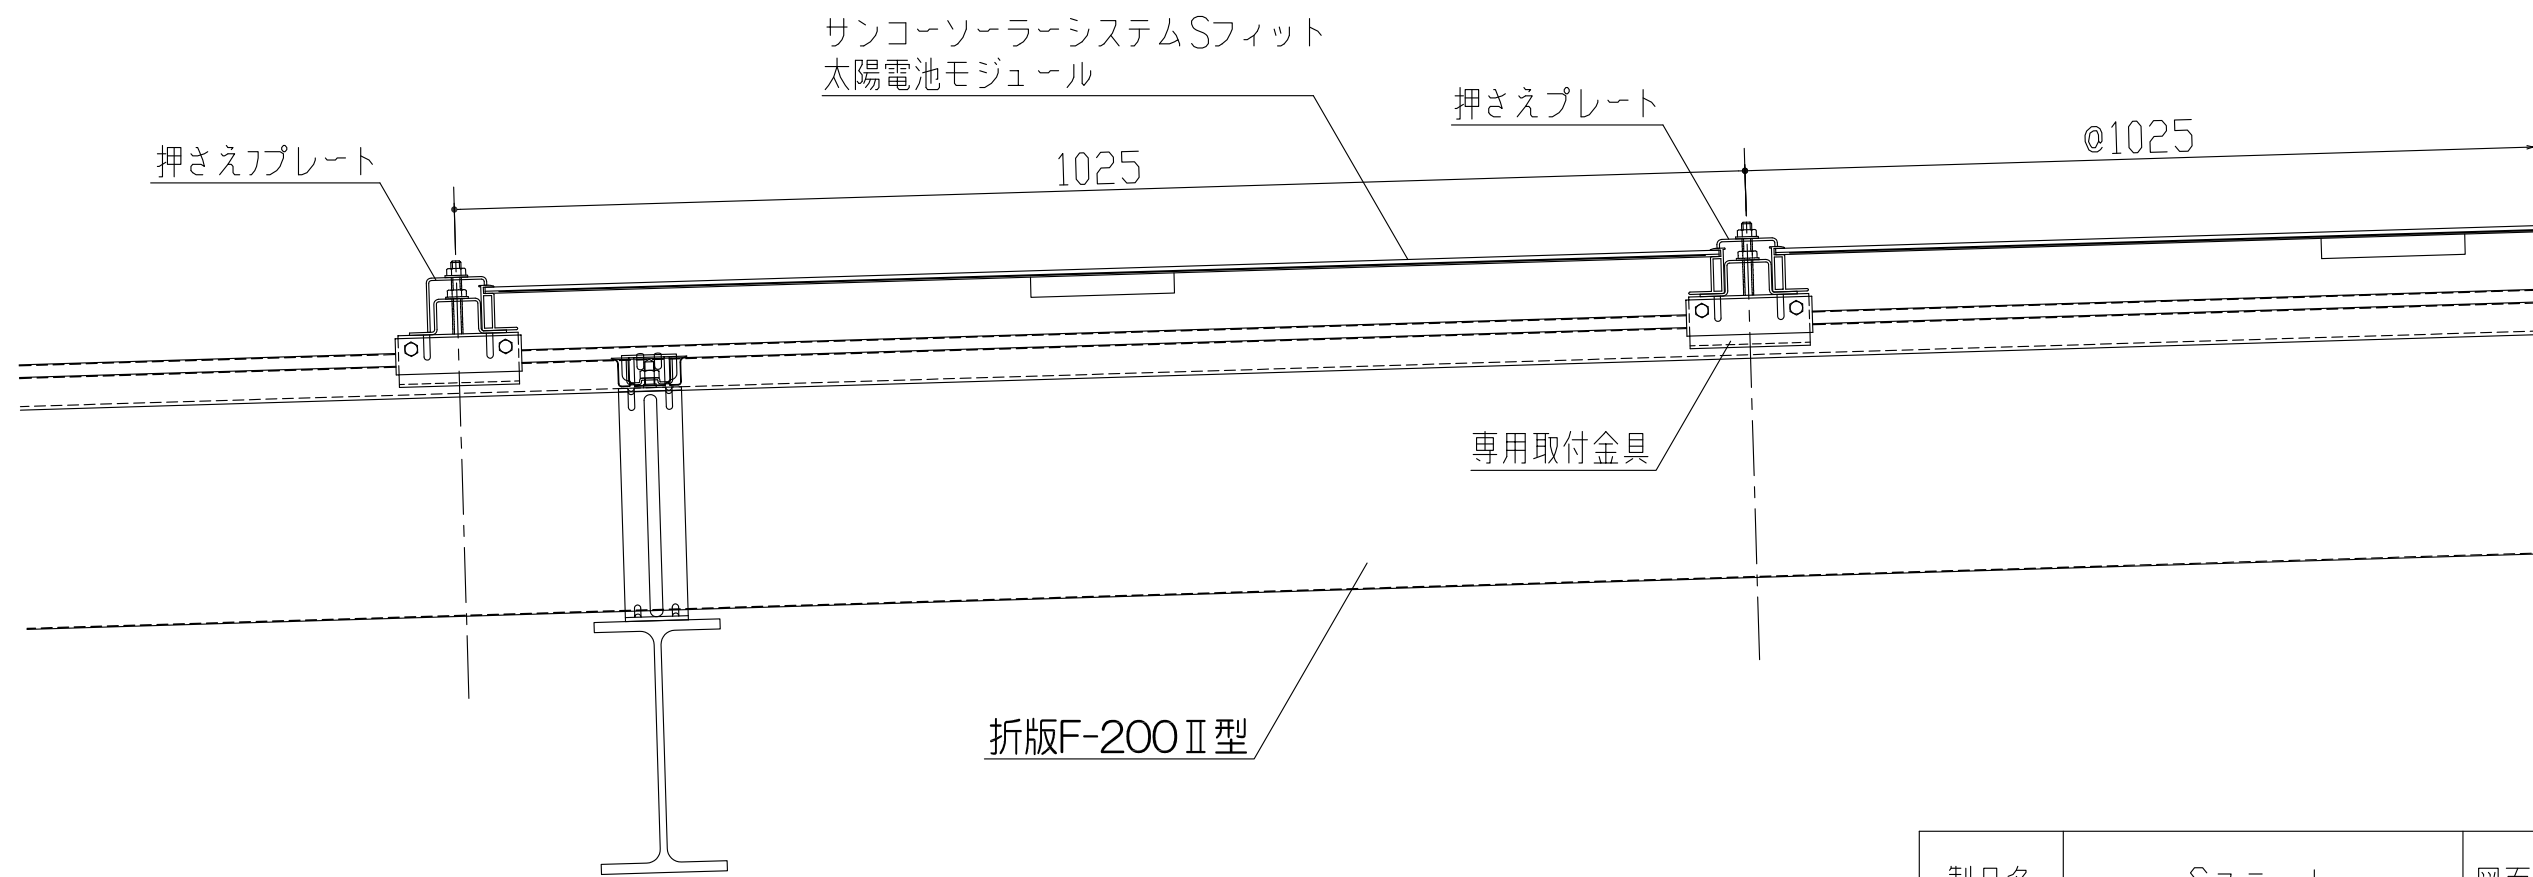 サンコーソーラーシステムSフィット
太陽電池モジュール
押さえプレート
押さえフプレート
1025
@1025
専用取付金具
折版F-200Ⅱ型